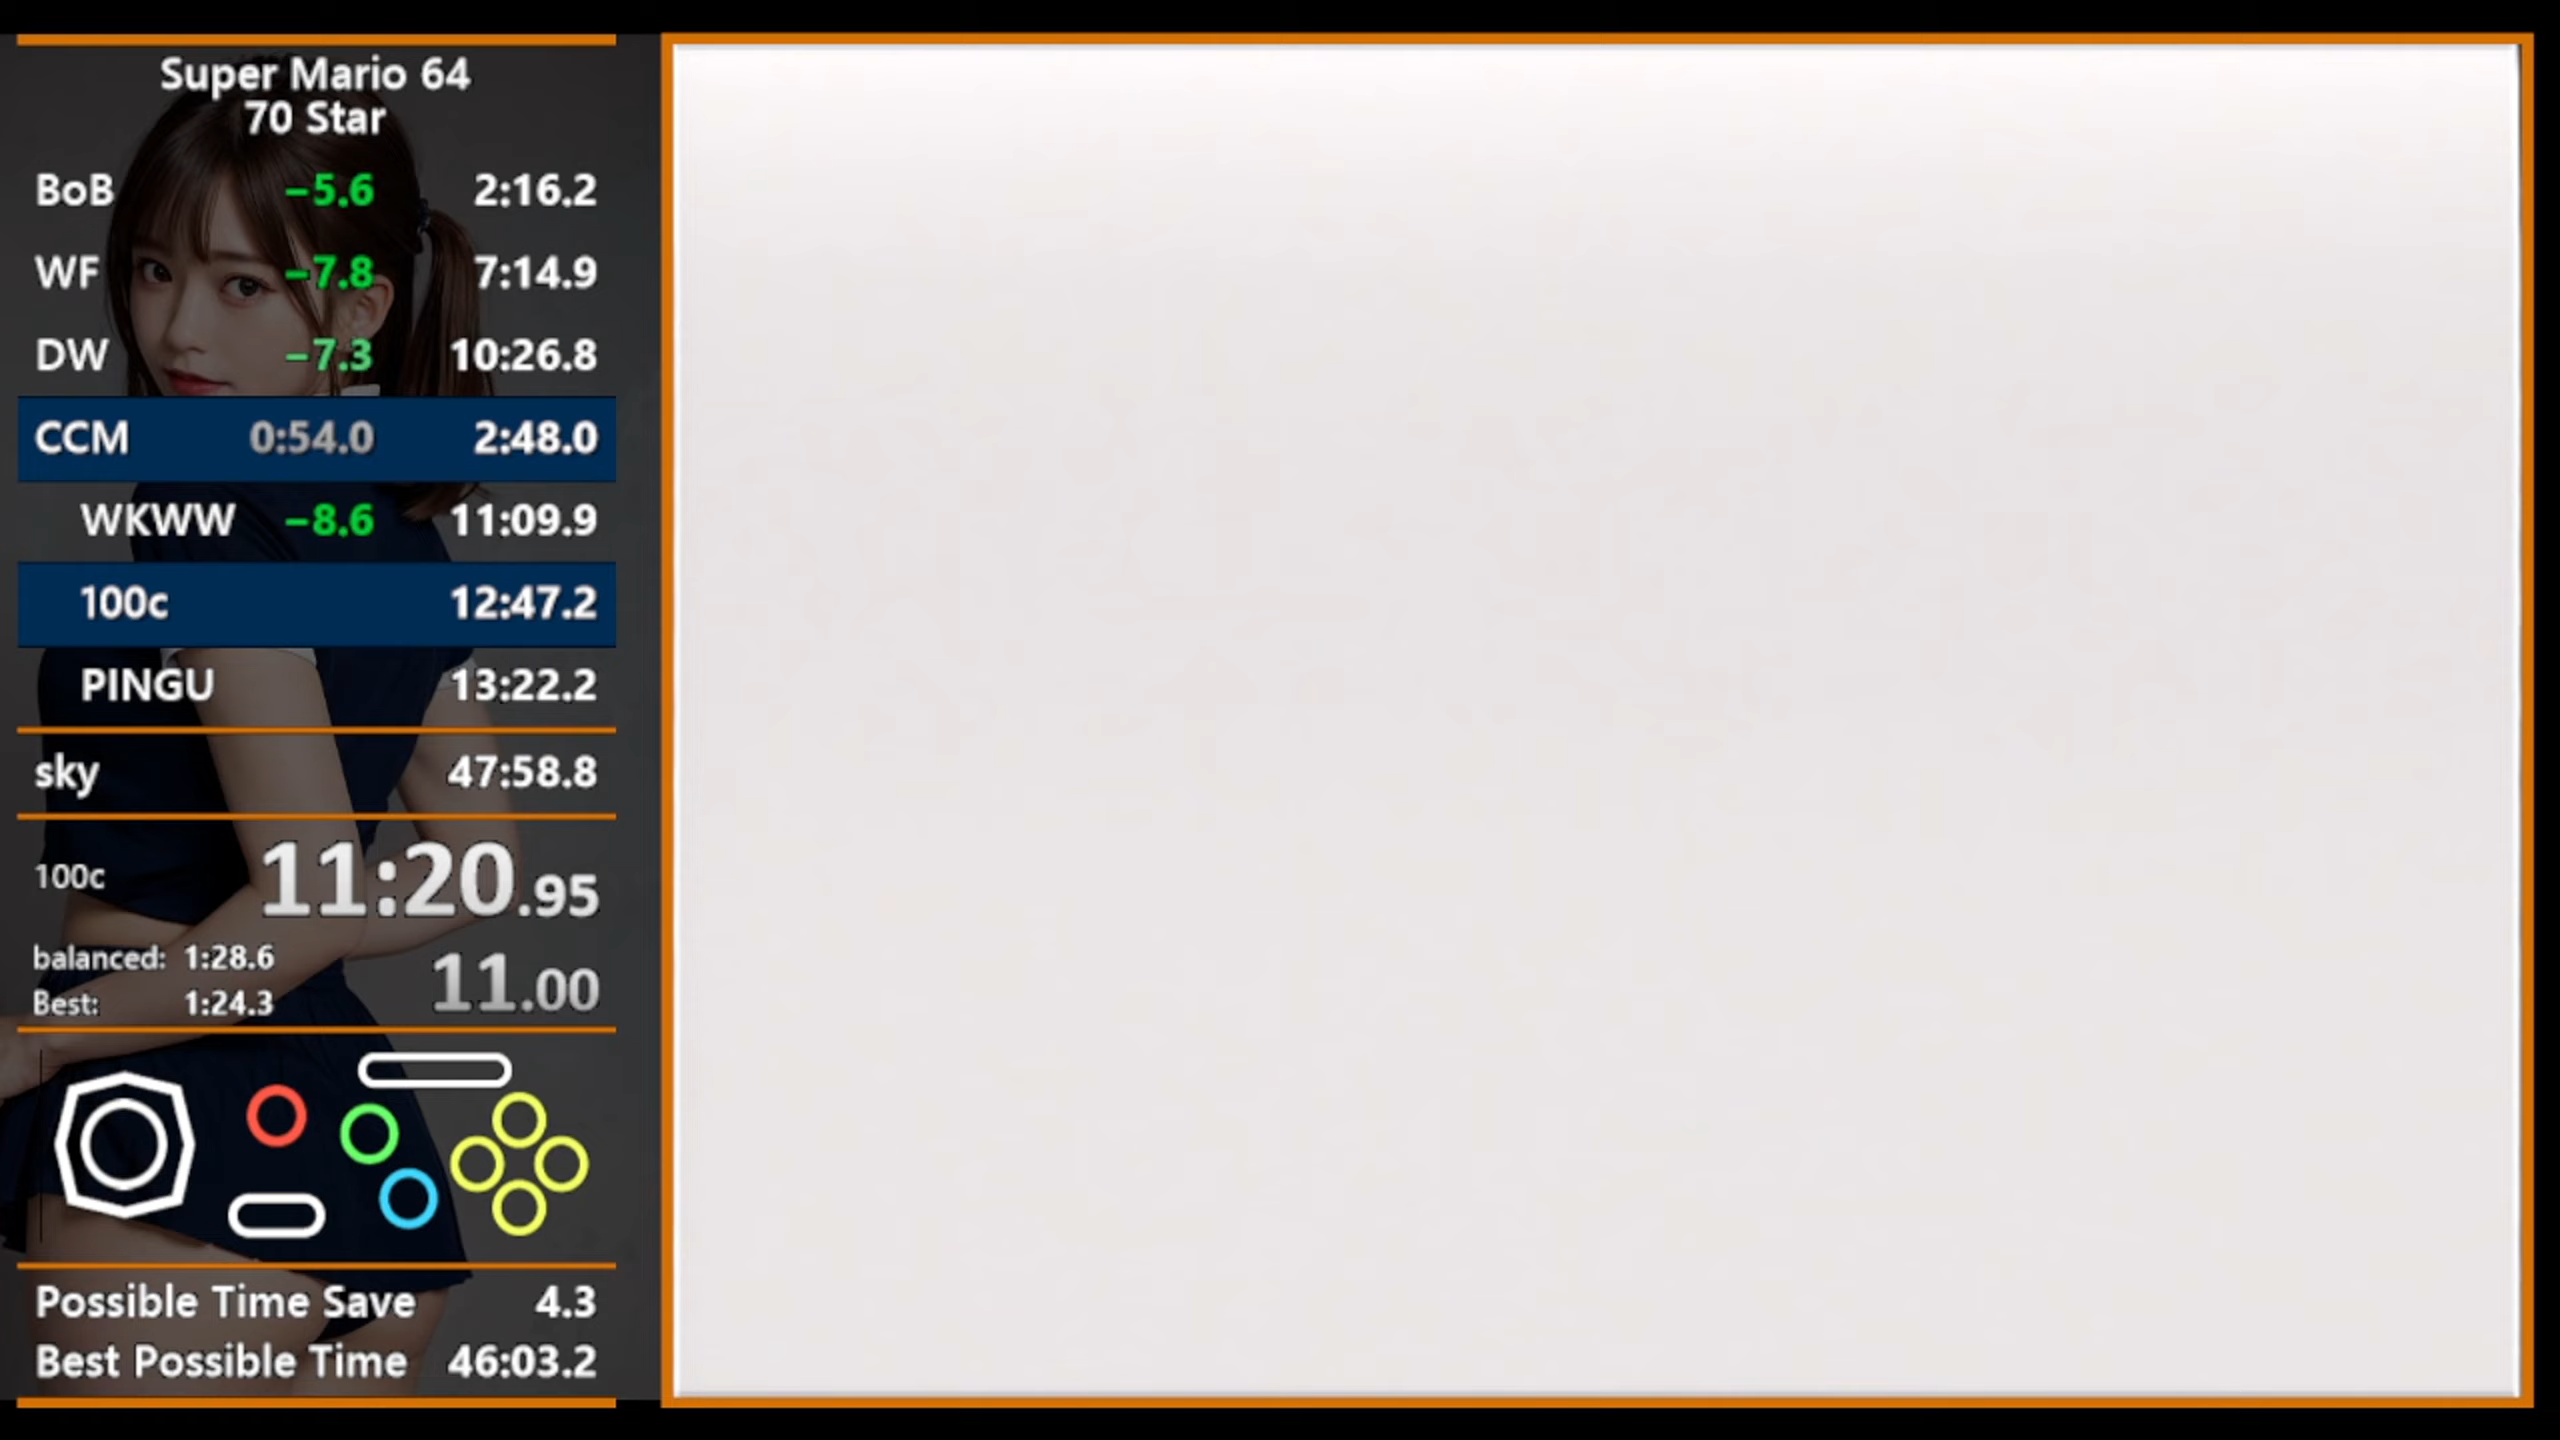 Super Mario 64
70 Star
BoB −5.6 2:16.2
WF −7.8 7:14.9
DW −7.3 10:26.8
CCM 0:54.0 2:48.0
WKWW −8.6 11:09.9
100c 12:47.2
PINGU 13:22.2
sky 47:58.8
100c 11:20.95
balanced: 1:28.6
Best: 1:24.3
11.00
Possible Time Save 4.3
Best Possible Time 46:03.2